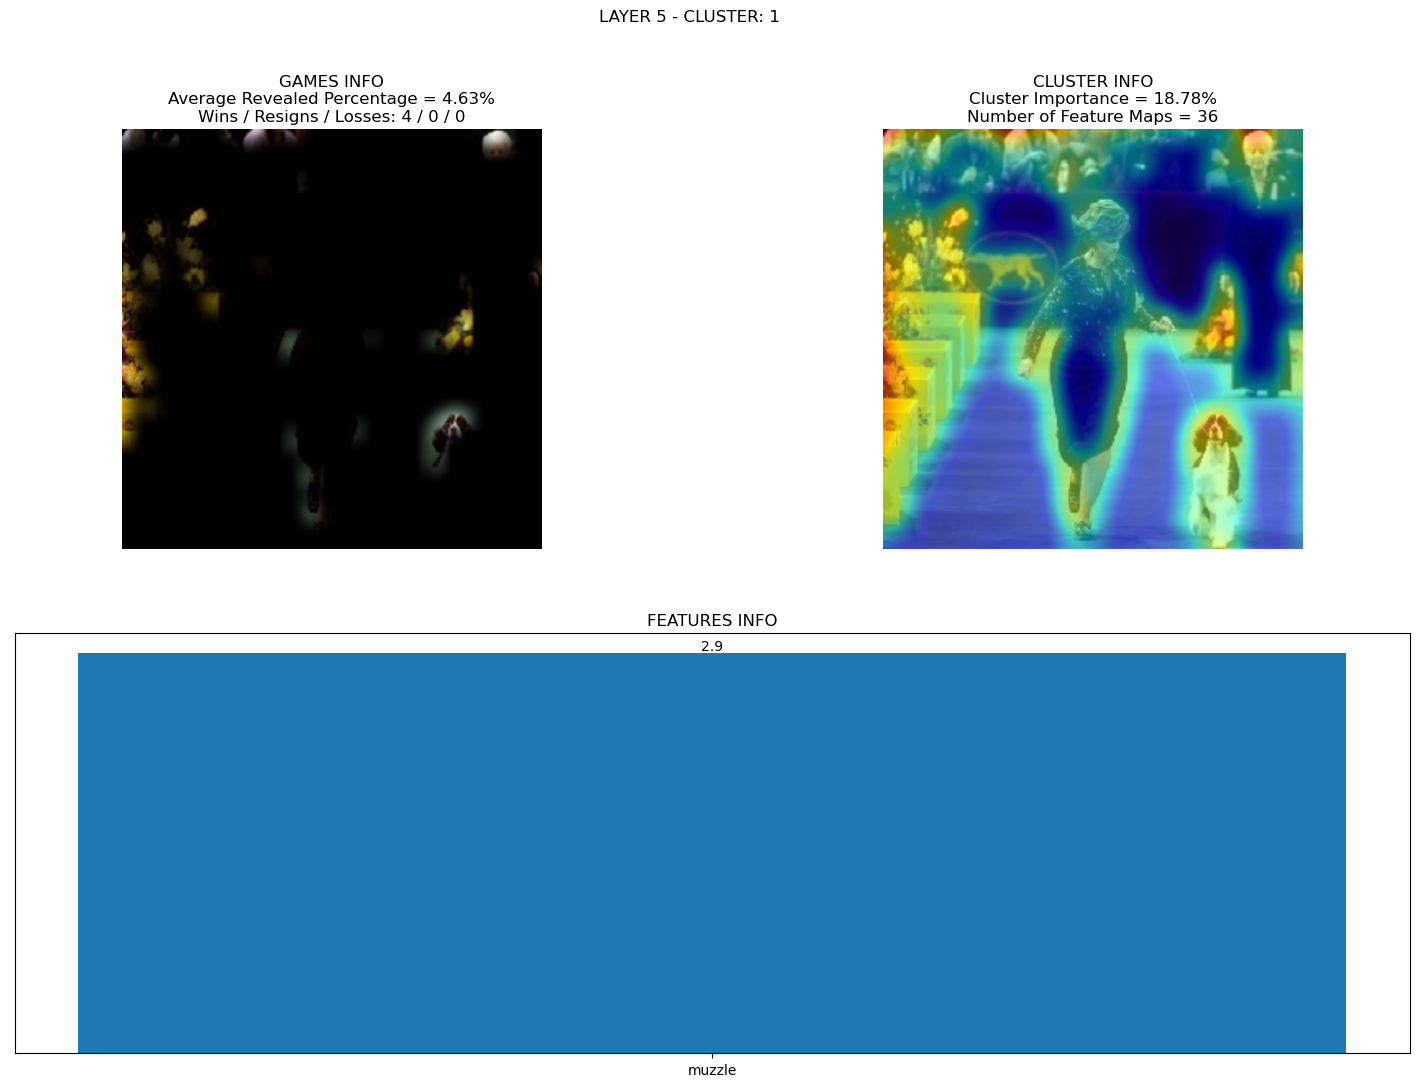 LAYER 5 - CLUSTER: 1
GAMES INFO
Average Revealed Percentage = 4.63%
Wins / Resigns / Losses: 4 / 0 / 0
CLUSTER INFO
Cluster Importance = 18.78%
Number of Feature Maps = 36
FEATURES INFO
2.9
muzzle